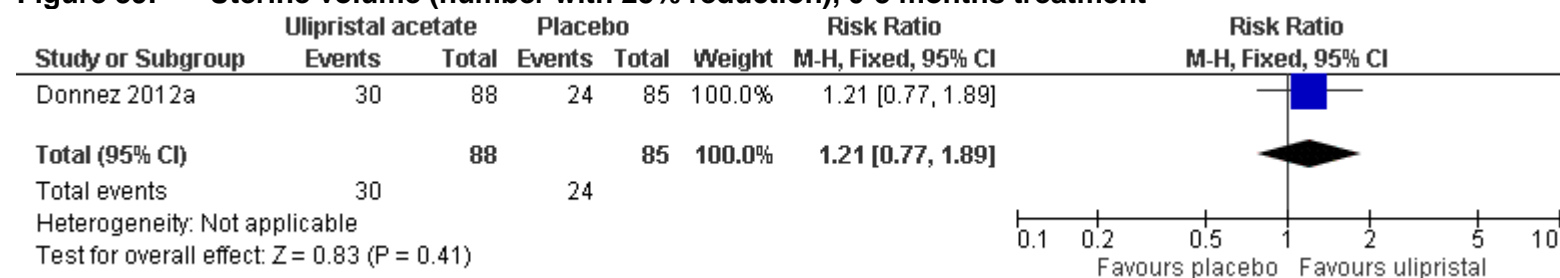 Figure Uterine volume (number with reduction), months treatment
Ulipristal acetate Placebo Risk Ratio Risk Ratio
Study or Subgroup Events Total Events Total Weight M-H, Fixed, 95% CI M-H, Fixed, 95% CI
Donnez 2012a 30 88 24 85 100.0% 1.21 [0.77, 1.89]
Total (95% CI) 88 85 100.0% 1.21 [0.77, 1.89]
Total events 30 24
Heterogeneity: Not applicable
Test for overall effect: Z = 0.83 (P = 0.41)
0.1 0.2 0.5 1 2 5 10
Favours placebo Favours ulipristal